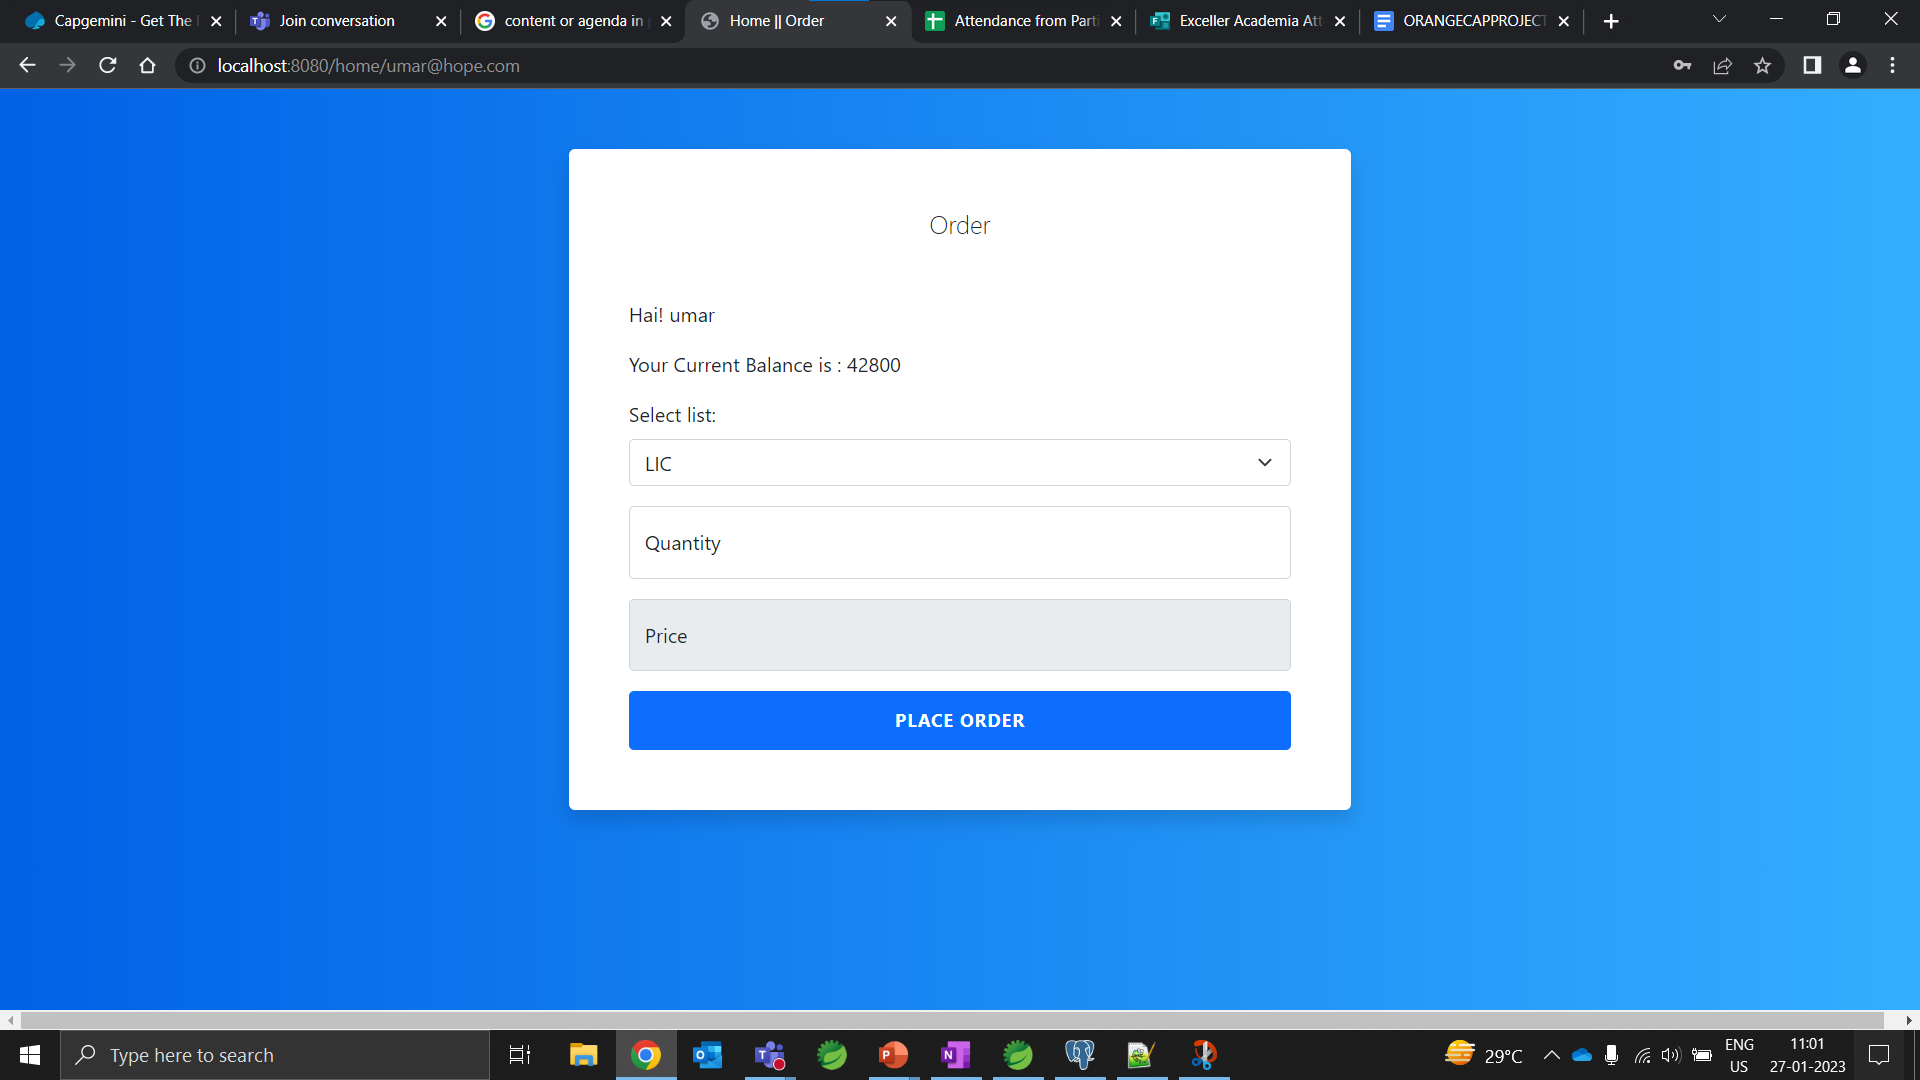 Capgemini - Get The
Join conversation
content or agenda in
Home || Order
Attendance from Parti
Exceller Academia Att
ORANGECAPPROJECT
localhost:8080/home/umar@hope.com
Order
Hai! umar
Your Current Balance is : 42800
Select list:
LIC
Quantity
Price
PLACE ORDER
Type here to search
29°C
ENG
US
11:01
27-01-2023